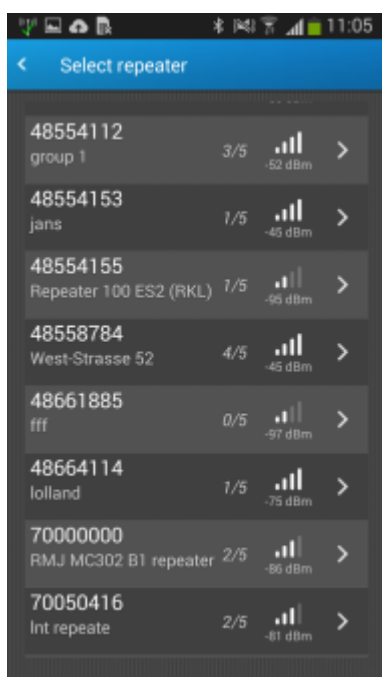 11:05
Select repeater
48554112
group 1
3/5
-52 dBm
48554153
jans
1/5
-45 dBm
48554155
Repeater 100 ES2 (RKL)
1/5
-95 dBm
48558784
West-Strasse 52
4/5
-45 dBm
48661885
fff
0/5
-97 dBm
48664114
lolland
1/5
-75 dBm
70000000
RMJ MC302 B1 repeater
2/5
-86 dBm
70050416
Int repeate
2/5
-81 dBm